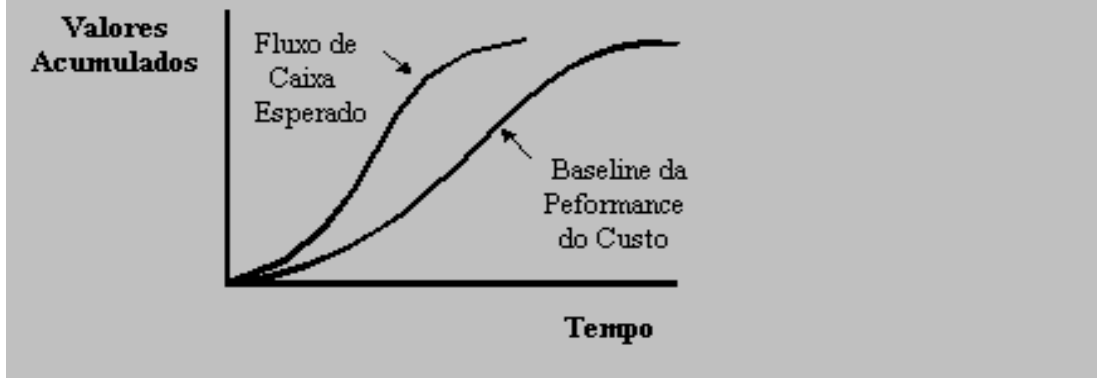 Valores
Acumulados
Fluxo de
Caixa
Esperado
Baseline da
Peformance
do Custo
Tempo